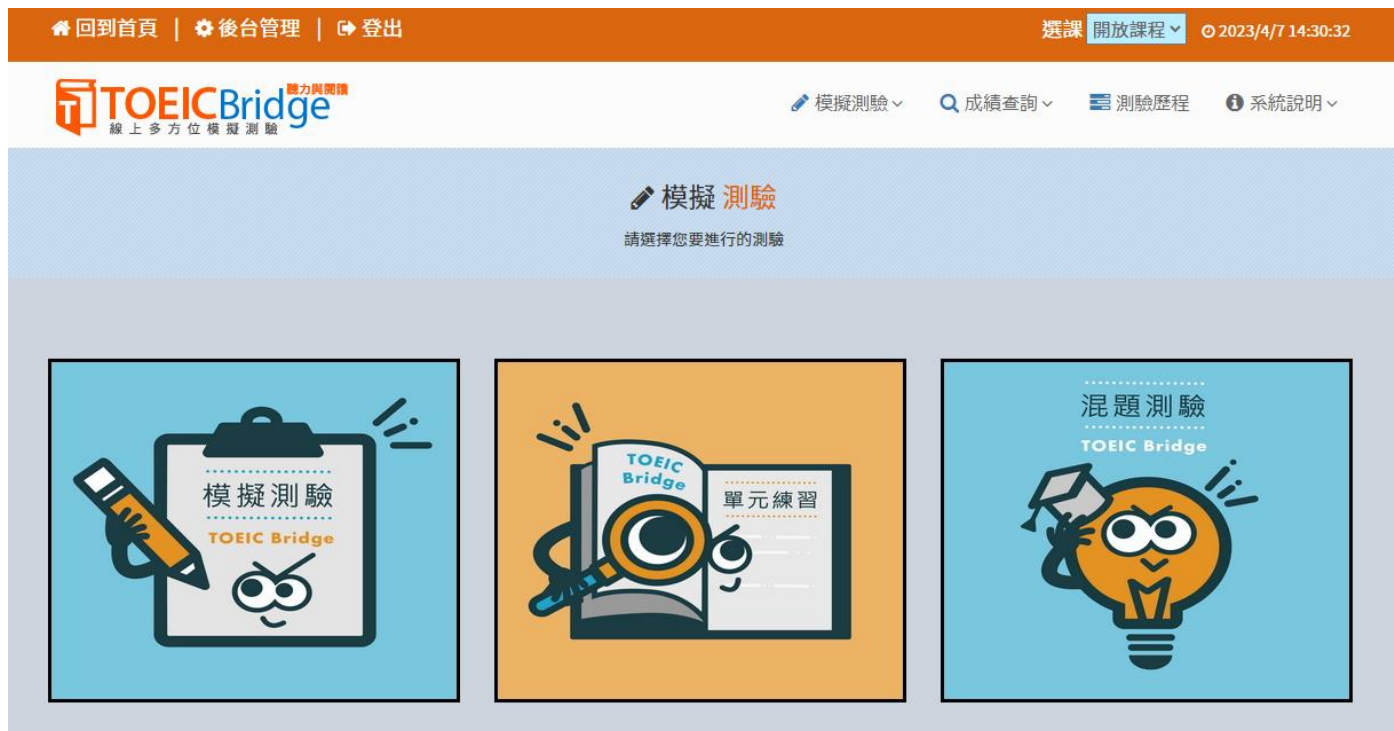 回到首頁 | 後台管理 | 登出
選課 開放課程 2023/4/7 14:30:32
TOEICBridge 聽力與閱讀
線上多方位模擬測驗
模擬測驗 成績查詢 測驗歷程 系統說明
模擬 測驗
請選擇您要進行的測驗
模擬測驗
TOEIC Bridge
TOEIC
Bridge
單元練習
混題測驗
TOEIC Bridge